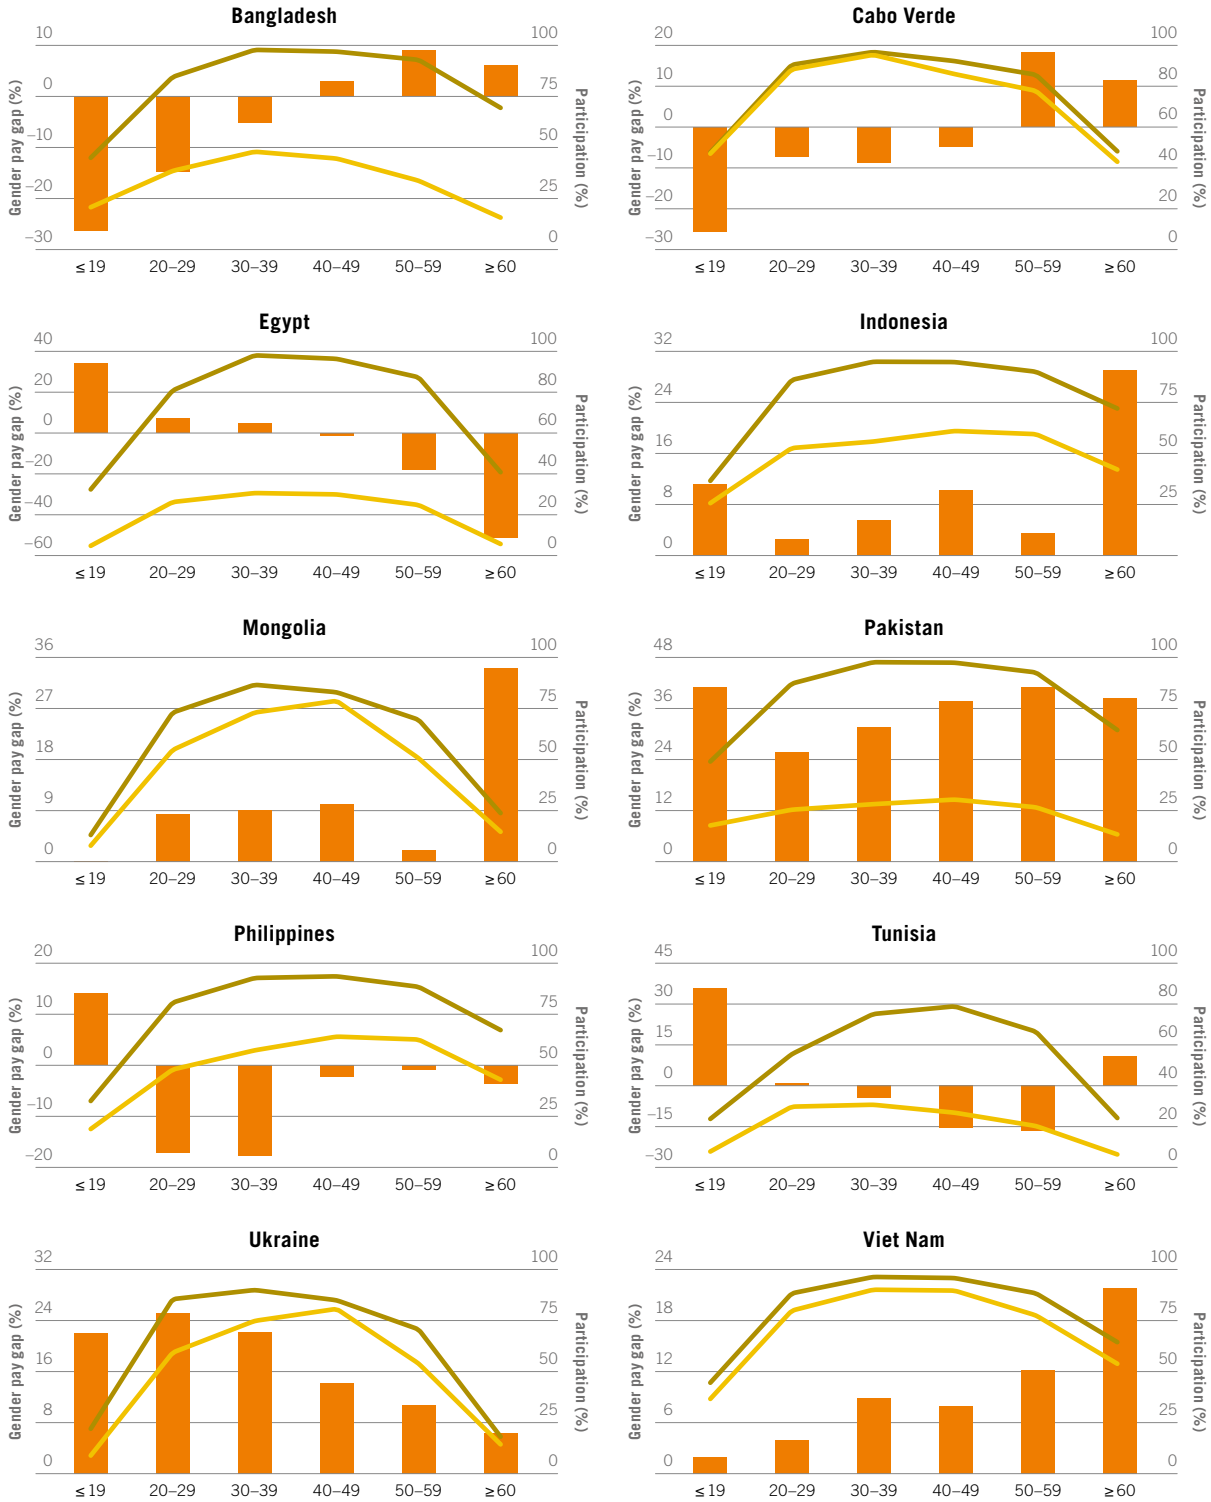 Bangladesh
Gender pay gap (%)
10
0
–10
–20
–30
100
75
50
25
0
Participation (%)
≤ 19 20–29 30–39 40–49 50–59 ≥ 60
Cabo Verde
Gender pay gap (%)
20
10
0
–10
–20
–30
100
80
60
40
20
0
Participation (%)
≤ 19 20–29 30–39 40–49 50–59 ≥ 60
Egypt
Gender pay gap (%)
40
20
0
–20
–40
–60
100
80
60
40
20
0
Participation (%)
≤ 19 20–29 30–39 40–49 50–59 ≥ 60
Indonesia
Gender pay gap (%)
32
24
16
8
0
100
75
50
25
0
Participation (%)
≤ 19 20–29 30–39 40–49 50–59 ≥ 60
Mongolia
Gender pay gap (%)
36
27
18
9
0
100
75
50
25
0
Participation (%)
≤ 19 20–29 30–39 40–49 50–59 ≥ 60
Pakistan
Gender pay gap (%)
48
36
24
12
0
100
75
50
25
0
Participation (%)
≤ 19 20–29 30–39 40–49 50–59 ≥ 60
Philippines
Gender pay gap (%)
20
10
0
–10
–20
100
75
50
25
0
Participation (%)
≤ 19 20–29 30–39 40–49 50–59 ≥ 60
Tunisia
Gender pay gap (%)
45
30
15
0
–15
–30
100
80
60
40
20
0
Participation (%)
≤ 19 20–29 30–39 40–49 50–59 ≥ 60
Ukraine
Gender pay gap (%)
32
24
16
8
0
100
75
50
25
0
Participation (%)
≤ 19 20–29 30–39 40–49 50–59 ≥ 60
Viet Nam
Gender pay gap (%)
24
18
12
6
0
100
75
50
25
0
Participation (%)
≤ 19 20–29 30–39 40–49 50–59 ≥ 60